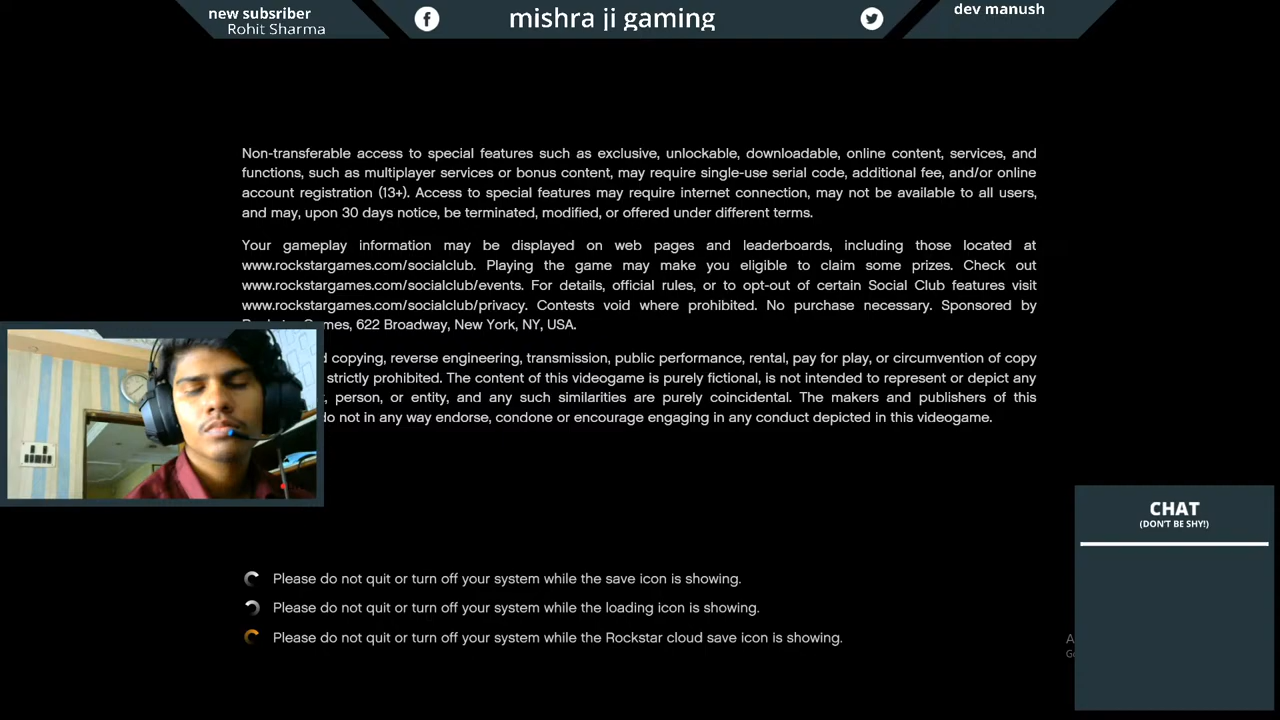 new subsriber
Rohit Sharma
mishra ji gaming
dev manush
Non-transferable access to special features such as exclusive, unlockable, downloadable, online content, services, and
functions, such as multiplayer services or bonus content, may require single-use serial code, additional fee, and/or online
account registration (13+). Access to special features may require internet connection, may not be available to all users,
and may, upon 30 days notice, be terminated, modified, or offered under different terms.
Your gameplay information may be displayed on web pages and leaderboards, including those located at
www.rockstargames.com/socialclub. Playing the game may make you eligible to claim some prizes. Check out
www.rockstargames.com/socialclub/events. For details, official rules, or to opt-out of certain Social Club features visit
www.rockstargames.com/socialclub/privacy. Contests void where prohibited. No purchase necessary. Sponsored by
622 Broadway, New York, NY, USA.
copying, reverse engineering, transmission, public performance, rental, pay for play, or circumvention of copy
strictly prohibited. The content of this videogame is purely fictional, is not intended to represent or depict any
person, or entity, and any such similarities are purely coincidental. The makers and publishers of this
do not in any way endorse, condone or encourage engaging in any conduct depicted in this videogame.
Please do not quit or turn off your system while the save icon is showing.
Please do not quit or turn off your system while the loading icon is showing.
Please do not quit or turn off your system while the Rockstar cloud save icon is showing.
CHAT
(DON'T BE SHY!)